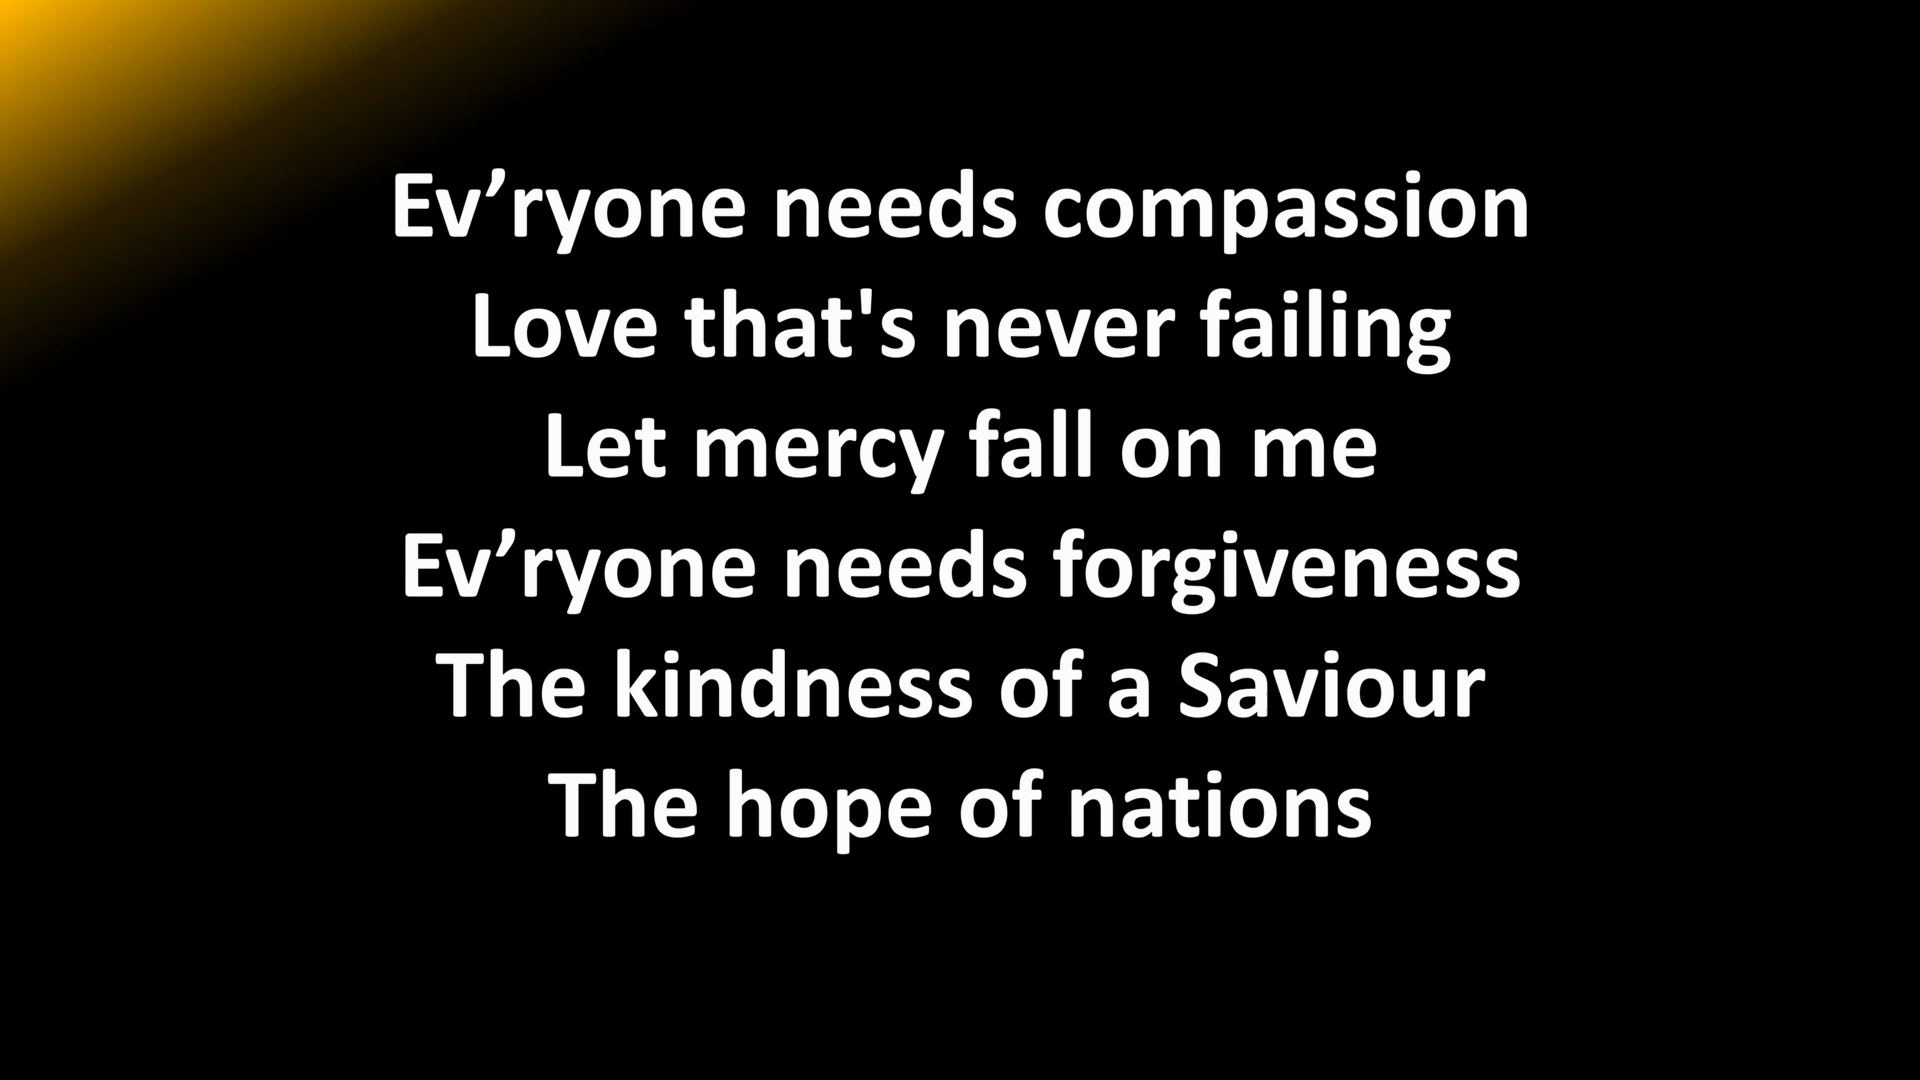 Ev’ryone needs compassion
Love that's never failing
Let mercy fall on me
Ev’ryone needs forgiveness
The kindness of a Saviour
The hope of nations